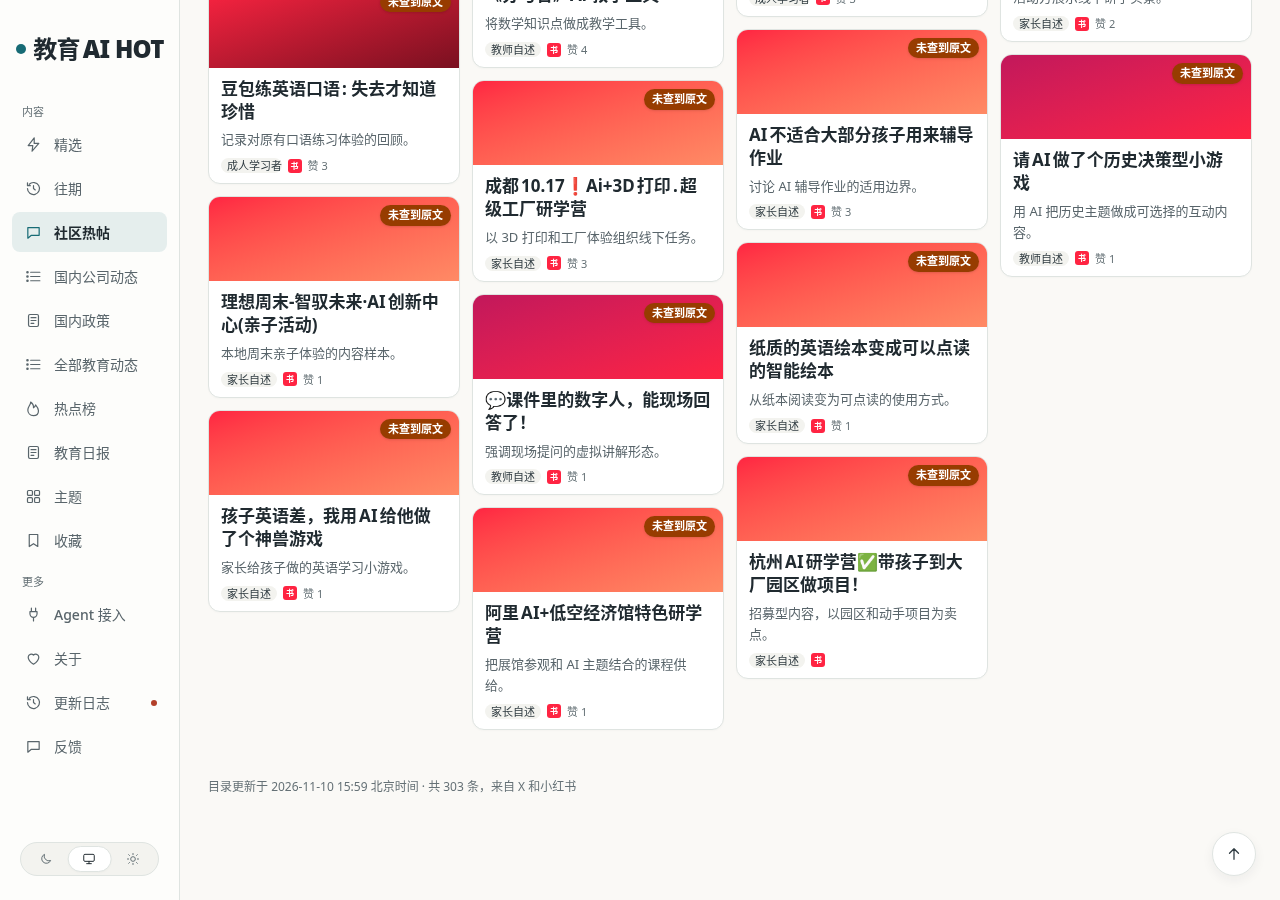 教育 AI HOT
内容
精选
往期
社区热帖
国内公司动态
国内政策
全部教育动态
热点榜
教育日报
主题
收藏
更多
Agent 接入
关于
更新日志
反馈
未查到原文
豆包练英语口语：失去才知道
珍惜
记录对原有口语练习体验的回顾。
成人学习者 书 赞 3
未查到原文
理想周末-智驭未来·AI创新中
心(亲子活动)
本地周末亲子体验的内容样本。
家长自述 书 赞 1
未查到原文
孩子英语差，我用AI给他做
了个神兽游戏
家长给孩子做的英语学习小游戏。
家长自述 书 赞 1
将数学知识点做成教学工具。
教师自述 书 赞 4
未查到原文
成都10.17❗Ai+3D打印.超
级工厂研学营
以 3D 打印和工厂体验组织线下任务。
家长自述 书 赞 3
未查到原文
💬课件里的数字人，能现场回
答了！
强调现场提问的虚拟讲解形态。
教师自述 书 赞 1
未查到原文
阿里AI+低空经济馆特色研学
营
把展馆参观和 AI 主题结合的课程供
给。
家长自述 书 赞 1
未查到原文
AI不适合大部分孩子用来辅导
作业
讨论 AI 辅导作业的适用边界。
家长自述 书 赞 3
未查到原文
纸质的英语绘本变成可以点读
的智能绘本
从纸本阅读变为可点读的使用方式。
家长自述 书 赞 1
未查到原文
杭州AI研学营✅带孩子到大
厂园区做项目！
招募型内容，以园区和动手项目为卖
点。
家长自述 书
家长自述 书 赞 2
未查到原文
请AI做了个历史决策型小游
戏
用 AI 把历史主题做成可选择的互动内
容。
教师自述 书 赞 1
目录更新于 2026-11-10 15:59 北京时间 · 共 303 条，来自 X 和小红书